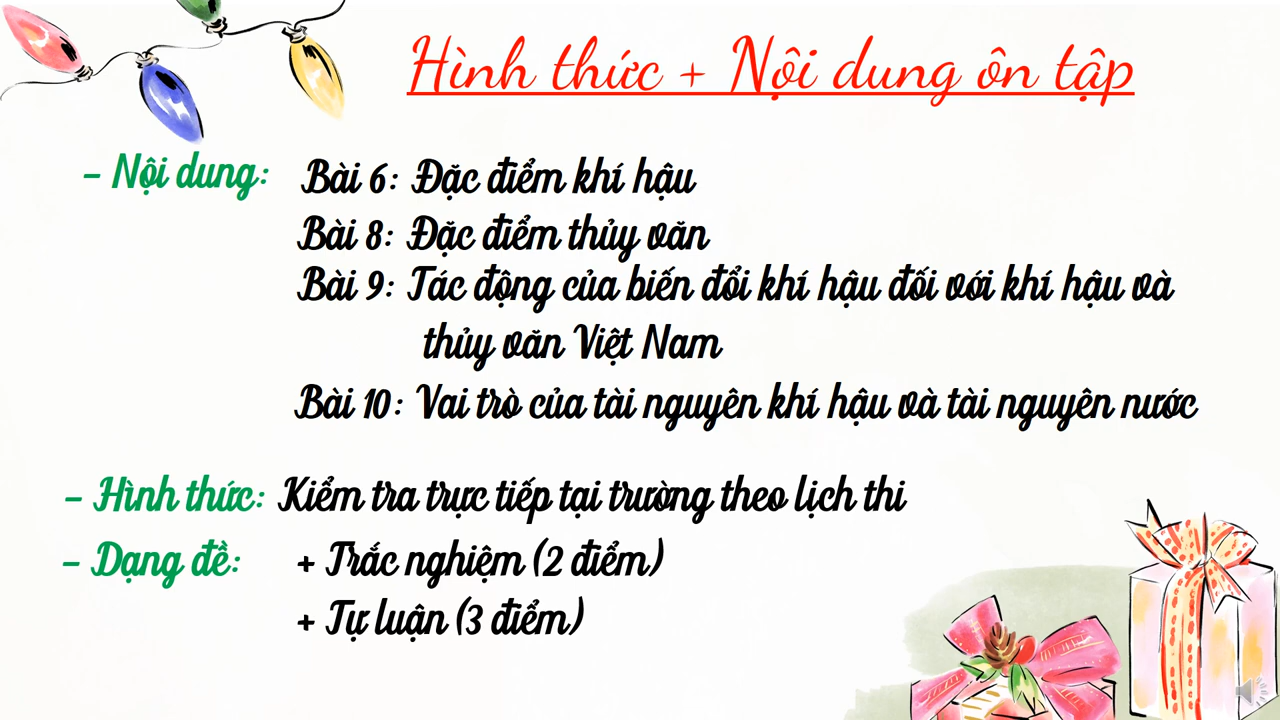 Hình thức + Nội dung ôn tập
- Nội dung: Bài 6: Đặc điểm khí hậu
Bài 8: Đặc điểm thủy văn
Bài 9: Tác động của biến đổi khí hậu đối với khí hậu và
thủy văn Việt Nam
Bài 10: Vai trò của tài nguyên khí hậu và tài nguyên nước
- Hình thức: Kiểm tra trực tiếp tại trường theo lịch thi
- Dạng đề: + Trắc nghiệm (2 điểm)
+ Tự luận (3 điểm)